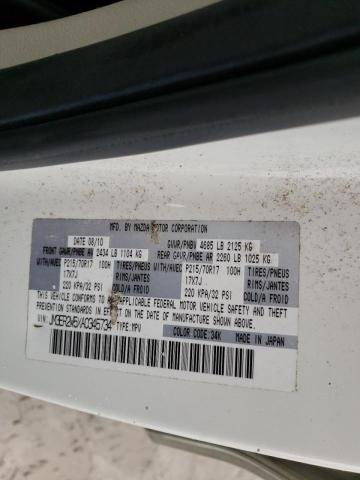 MFD. BY MAZDA MOTOR CORPORATION
DATE 08/10 GVWR/PNBV 4685 LB 2125 KG
FRONT GAWR/PNBE AV 2434 LB 1104 KG REAR GAWR/PNBE AR 2260 LB 1025 KG
WITH/AVEC P215/70R17 100H TIRES/PNEUS WITH/AVEC P215/70R17 100H TIRES/PNEUS
17X7J RIMS/JANTES 17X7J RIMS/JANTES
220 KPA/32 PSI COLD/A FROID 220 KPA/32 PSI COLD/A FROID
THIS VEHICLE CONFORMS TO ALL APPLICABLE FEDERAL MOTOR VEHICLE SAFETY AND
THEFT PREVENTION STANDARDS IN EFFECT ON THE DATE OF MANUFACTURE SHOWN ABOVE.
VIN: TYPE:MPV COLOR CODE:34K MADE IN JAPAN